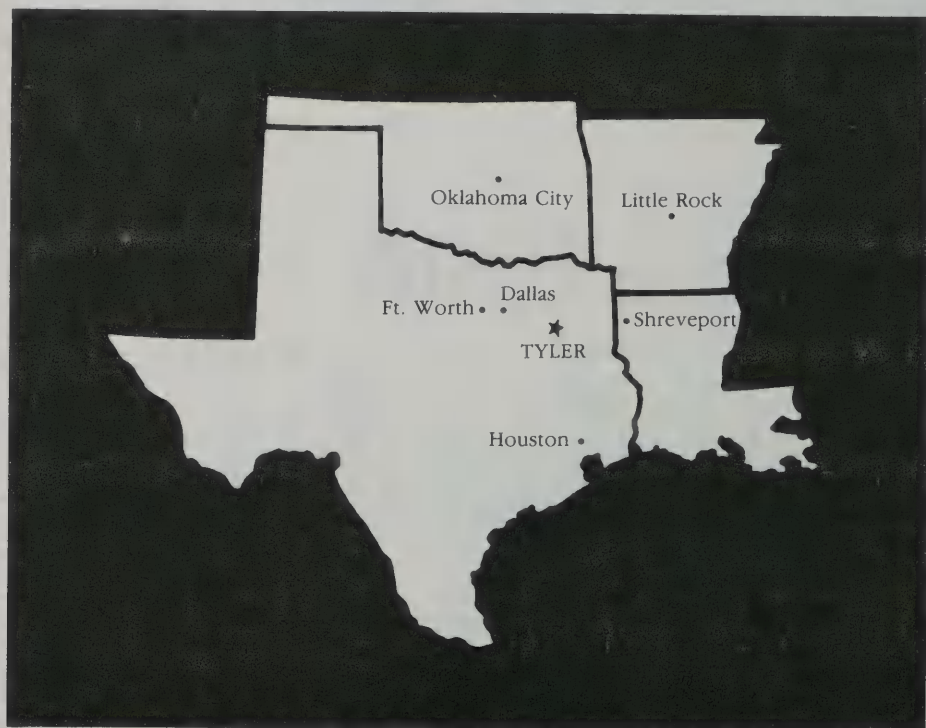 Oklahoma City
Little Rock
Dallas
Ft. Worth
Shreveport
TYLER
Houston